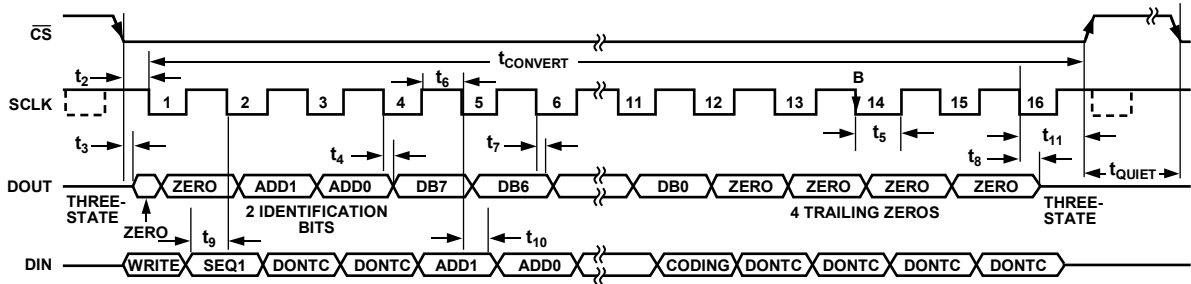 CS
t2
tCONVERT
t6
B
SCLK
1 2 3 4 5 6 11 12 13 14 15 16
t3
t4
t7
t5
t8
t11
DOUT
ZERO ADD1 ADD0 DB7 DB6 DB0 ZERO ZERO ZERO ZERO
tQUIET
THREE-
STATE
ZERO
2 IDENTIFICATION
BITS
4 TRAILING ZEROS
THREE-
STATE
t9
t10
DIN
WRITE SEQ1 DONTC DONTC ADD1 ADD0 CODING DONTC DONTC DONTC DONTC